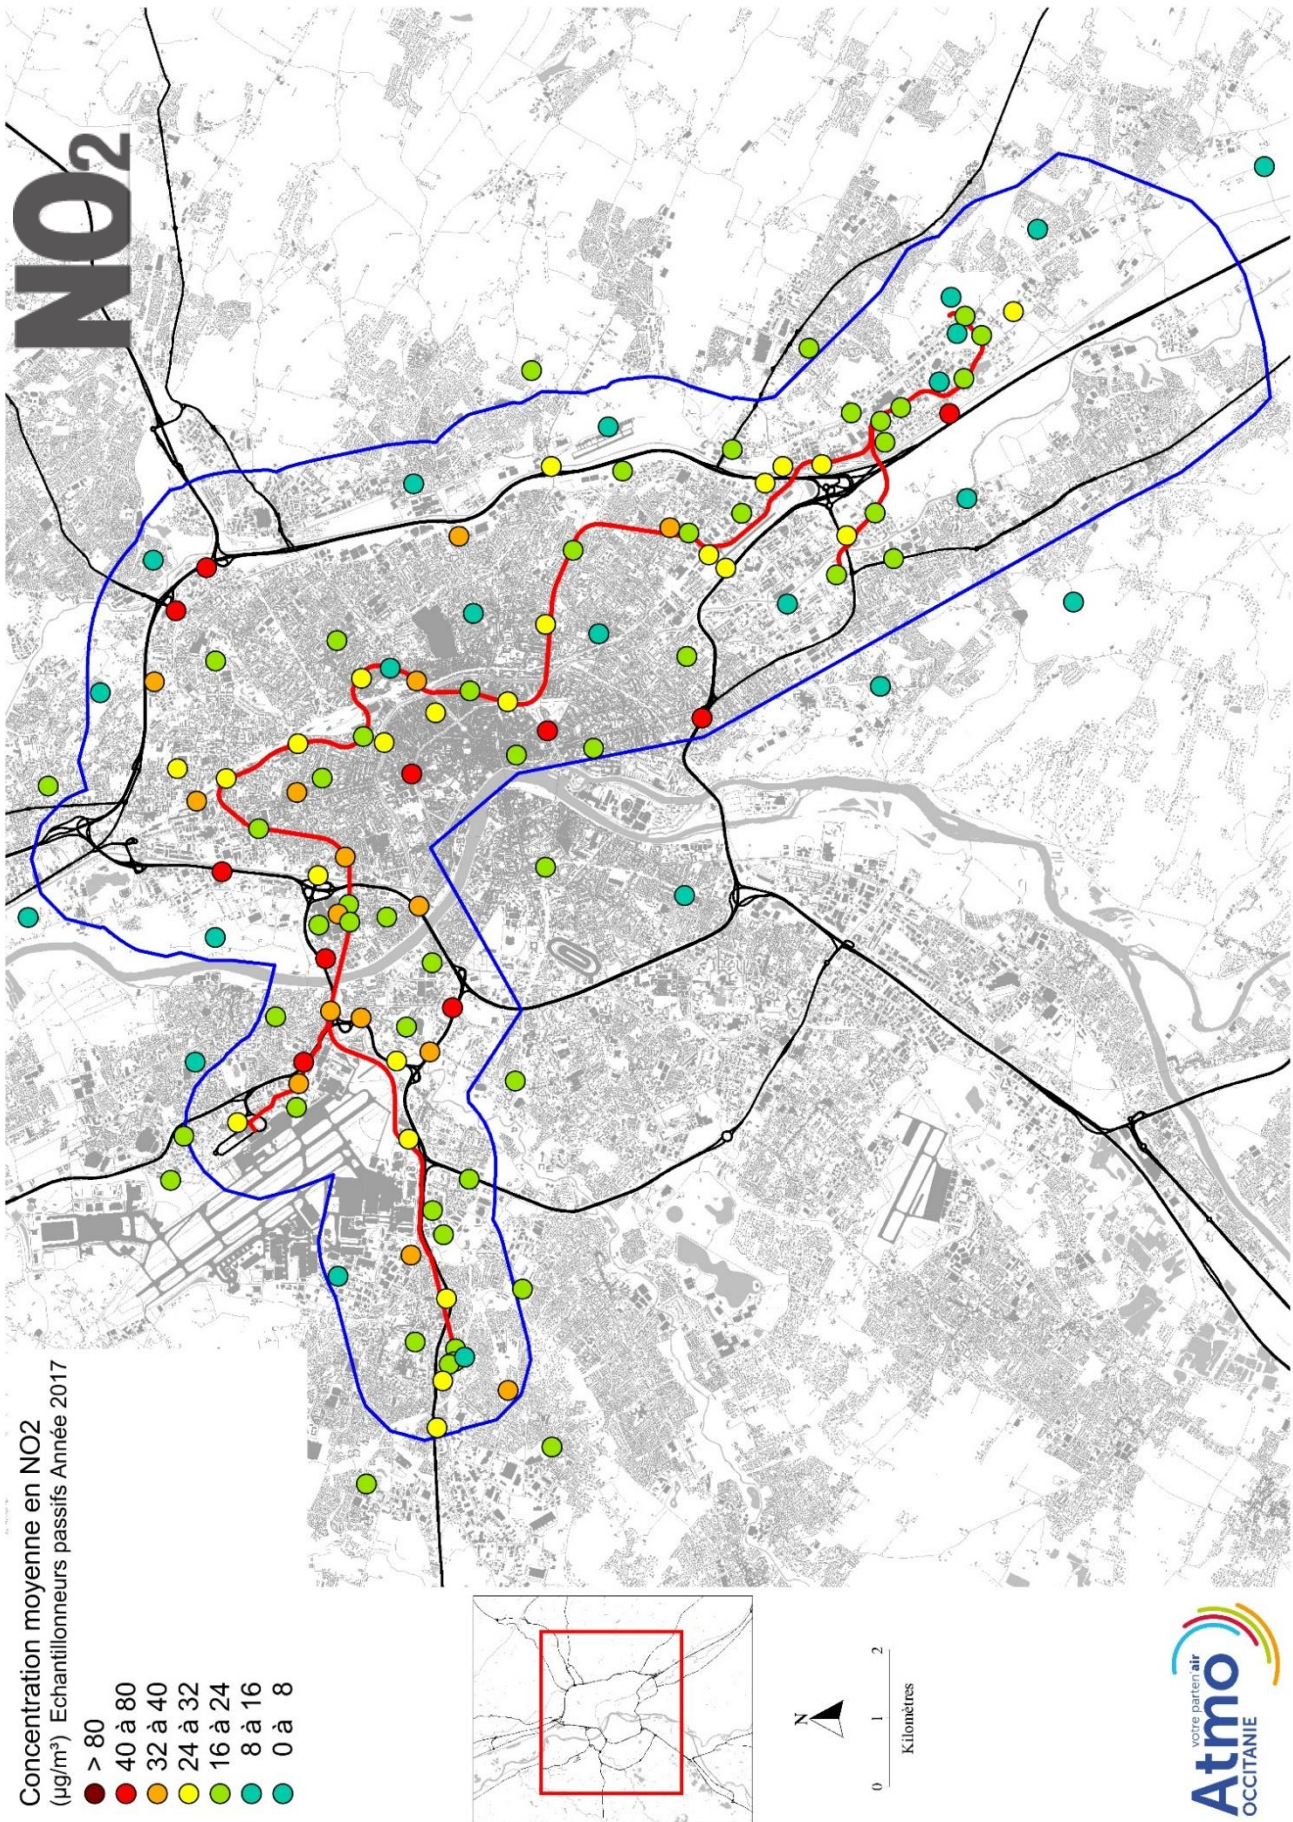 NO2
Concentration moyenne en NO2
(µg/m³) Echantillonneurs passifs Année 2017
> 80
40 à 80
32 à 40
24 à 32
16 à 24
8 à 16
0 à 8
N
0 1 2
Kilomètres
votre parten'air
Atmo
OCCITANIE